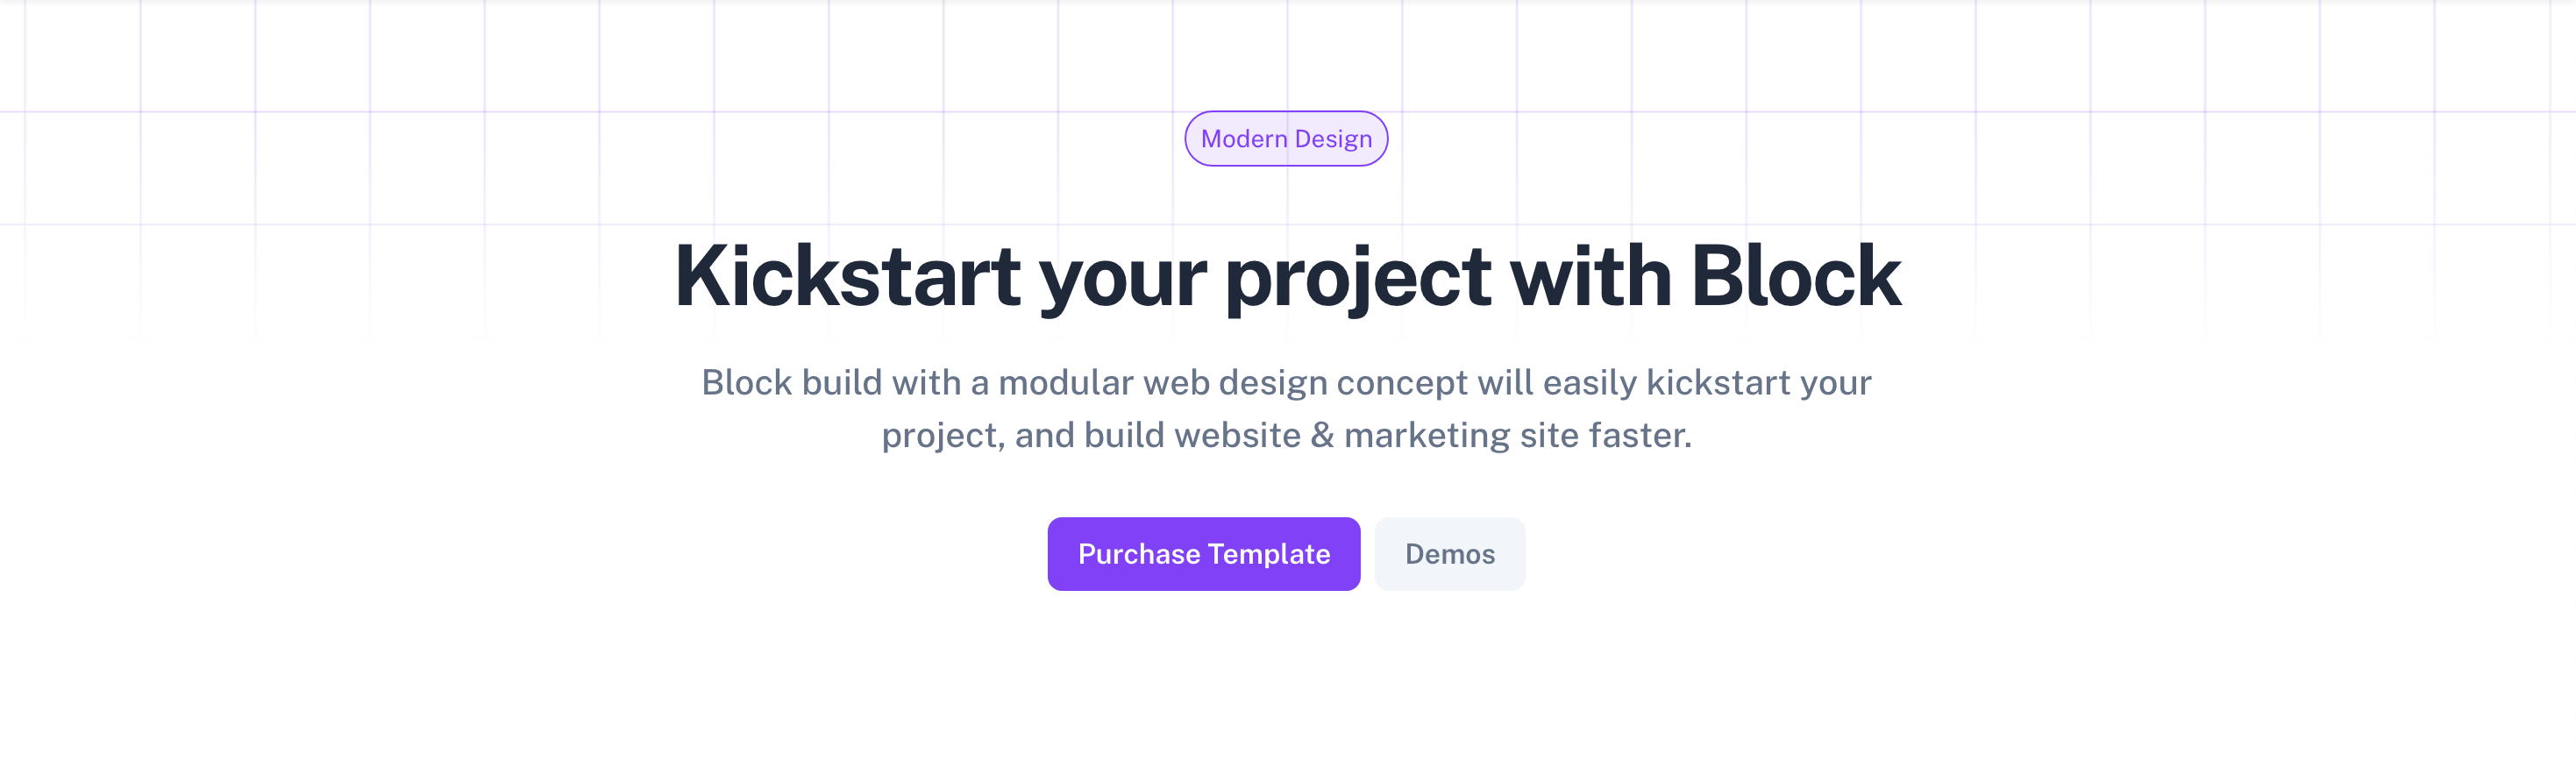 Modern Design
Kickstart your project with Block
Block build with a modular web design concept will easily kickstart your
project, and build website & marketing site faster.
Purchase Template
Demos